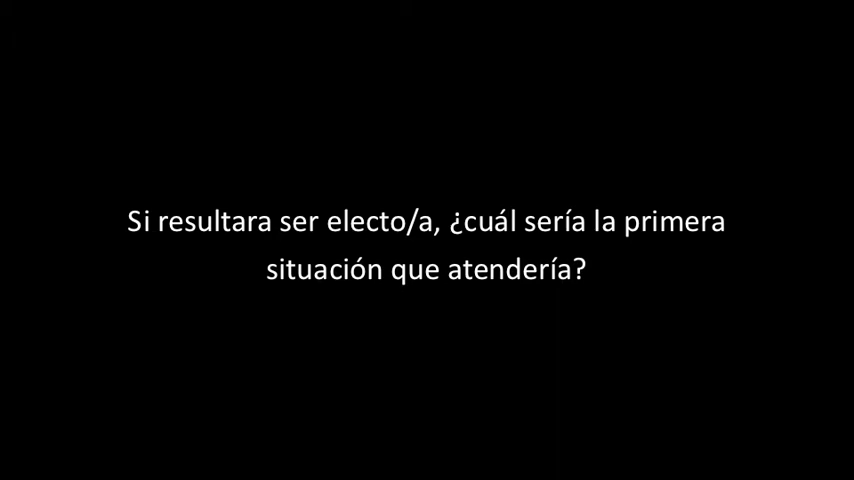 Si resultara ser electo/a, ¿cuál sería la primera
situación que atendería?